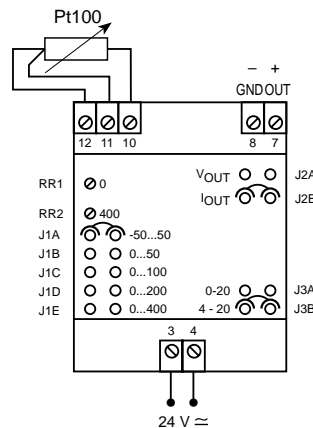 Pt100
– +
GND OUT
12 11 10 8 7
VOUT J2A
RR1 0
IOUT J2B
RR2 400
J1A -50...50
J1B 0...50
J1C 0...100
J1D 0...200 0-20 J3A
J1E 0...400 4 - 20 J3B
3 4
24 V ≃